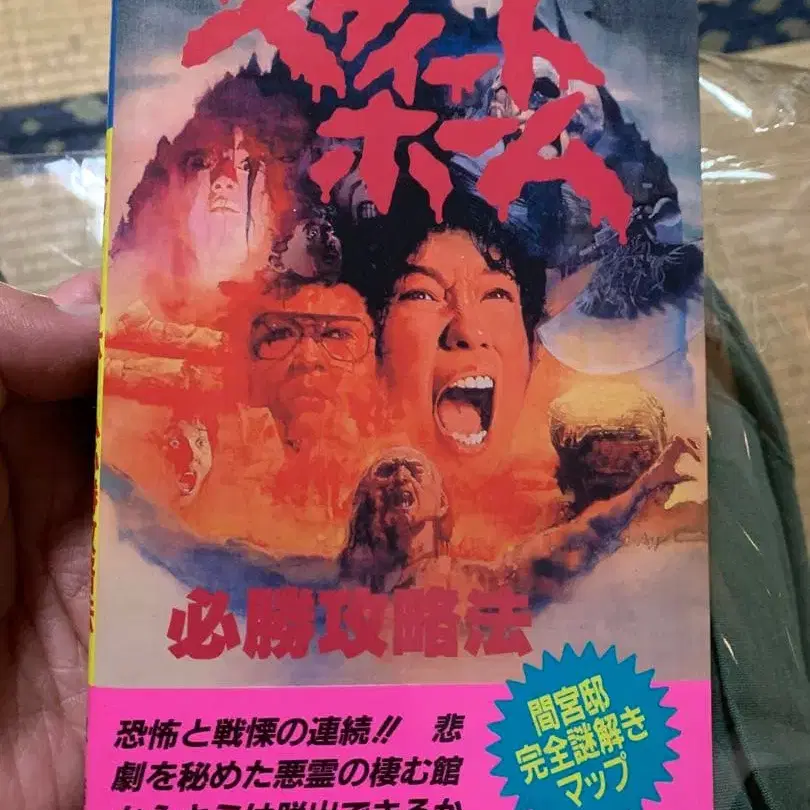 スウィート
ホーム
必勝攻略法
恐怖と戦慄の連続!! 悲
劇を秘めた悪霊の棲む館
間宮邸
完全謎解き
マップ